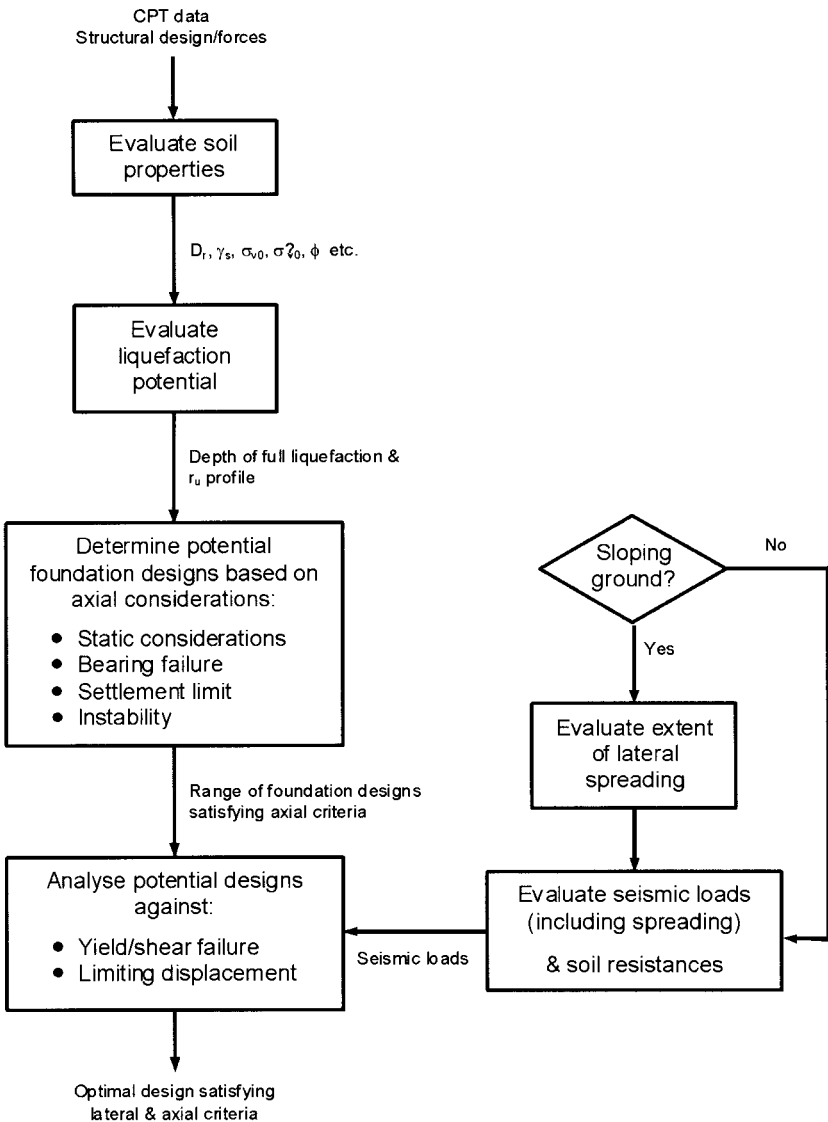 CPT data
Structural design/forces
Evaluate soil
properties
Dr, γs, σv0, σ?0, ϕ etc.
Evaluate
liquefaction
potential
Depth of full liquefaction &
ru profile
Determine potential
foundation designs based on
axial considerations:
• Static considerations
• Bearing failure
• Settlement limit
• Instability
Range of foundation designs
satisfying axial criteria
Analyse potential designs
against:
• Yield/shear failure
• Limiting displacement
Optimal design satisfying
lateral & axial criteria
Sloping
ground?
No
Yes
Evaluate extent
of lateral
spreading
Evaluate seismic loads
(including spreading)
& soil resistances
Seismic loads